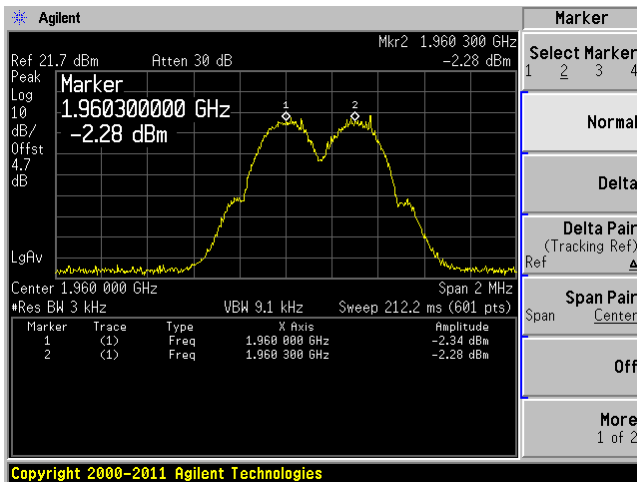 Agilent
Marker
Mkr2 1.960 300 GHz
Ref 21.7 dBm Atten 30 dB -2.28 dBm
Peak
Log
10
dB/
Offst
4.7
dB
LgAv
Marker
1.960300000 GHz
-2.28 dBm
1 2
Center 1.960 000 GHz Span 2 MHz
#Res BW 3 kHz VBW 9.1 kHz Sweep 212.2 ms (601 pts)
Marker Trace Type X Axis Amplitude
1 (1) Freq 1.960 000 GHz -2.34 dBm
2 (1) Freq 1.960 300 GHz -2.28 dBm
Select Marker
1 2 3 4
Normal
Delta
Delta Pair
(Tracking Ref)
Ref Δ
Span Pair
Span Center
Off
More
1 of 2
Copyright 2000-2011 Agilent Technologies